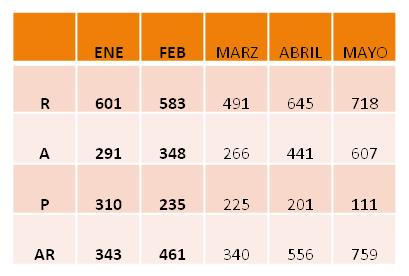 ENE FEB MARZ ABRIL MAYO
R 601 583 491 645 718
A 291 348 266 441 607
P 310 235 225 201 111
AR 343 461 340 556 759